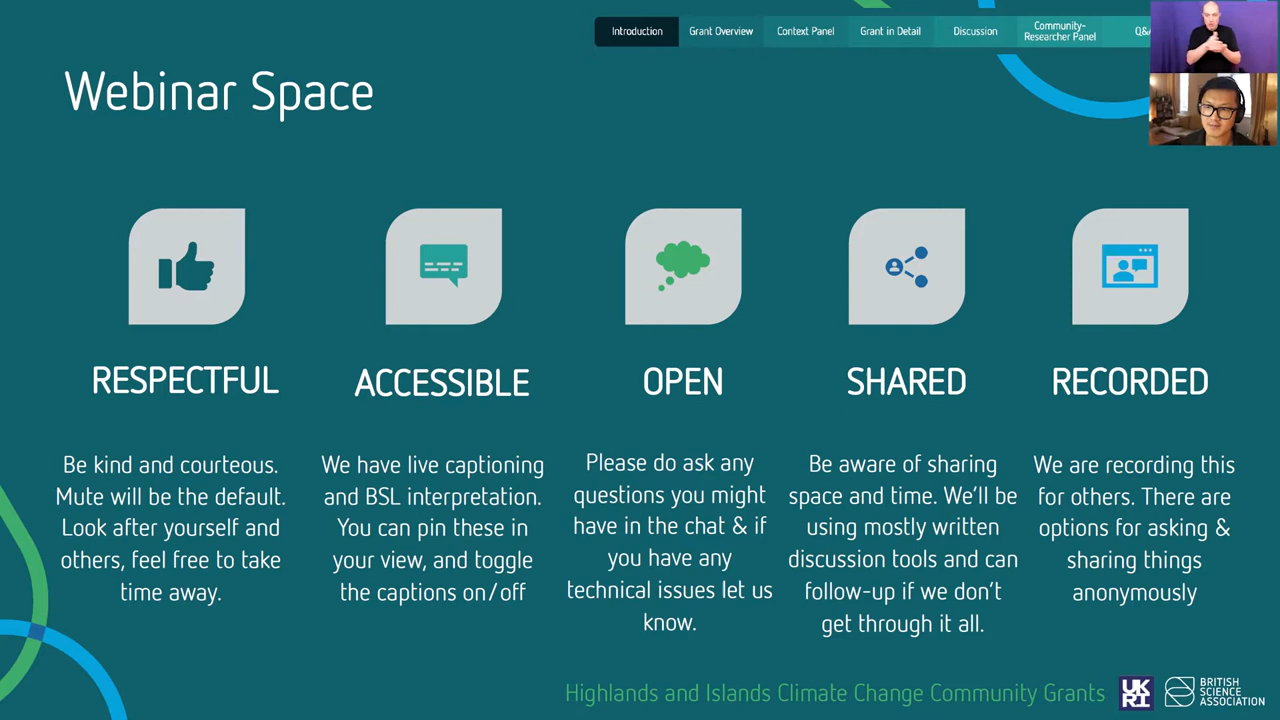 Introduction
Grant Overview
Context Panel
Grant in Detail
Discussion
Community-
Researcher Panel
Webinar Space
RESPECTFUL
Be kind and courteous.
Mute will be the default.
Look after yourself and
others, feel free to take
time away.
ACCESSIBLE
We have live captioning
and BSL interpretation.
You can pin these in
your view, and toggle
the captions on/off
OPEN
Please do ask any
questions you might
have in the chat & if
you have any
technical issues let us
know.
SHARED
Be aware of sharing
space and time. We'll be
using mostly written
discussion tools and can
follow-up if we don't
get through it all.
RECORDED
We are recording this
for others. There are
options for asking &
sharing things
anonymously
Highlands and Islands Climate Change Community Grants
UK
RI
BRITISH
SCIENCE
ASSOCIATION